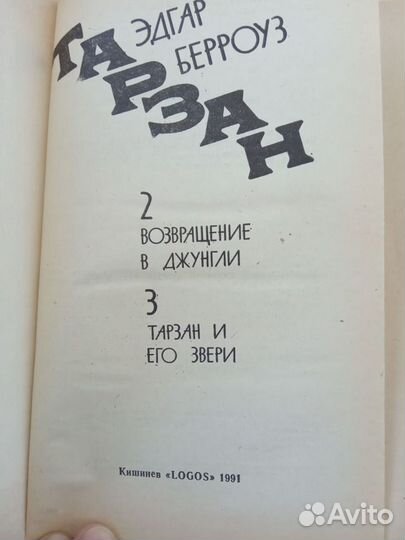 ЭДГАР
БЕРРОУЗ
ТАРЗАН
2
ВОЗВРАЩЕНИЕ
В ДЖУНГЛИ
3
ТАРЗАН И
ЕГО ЗВЕРИ
Кишинев «LOGOS» 1991
Avito